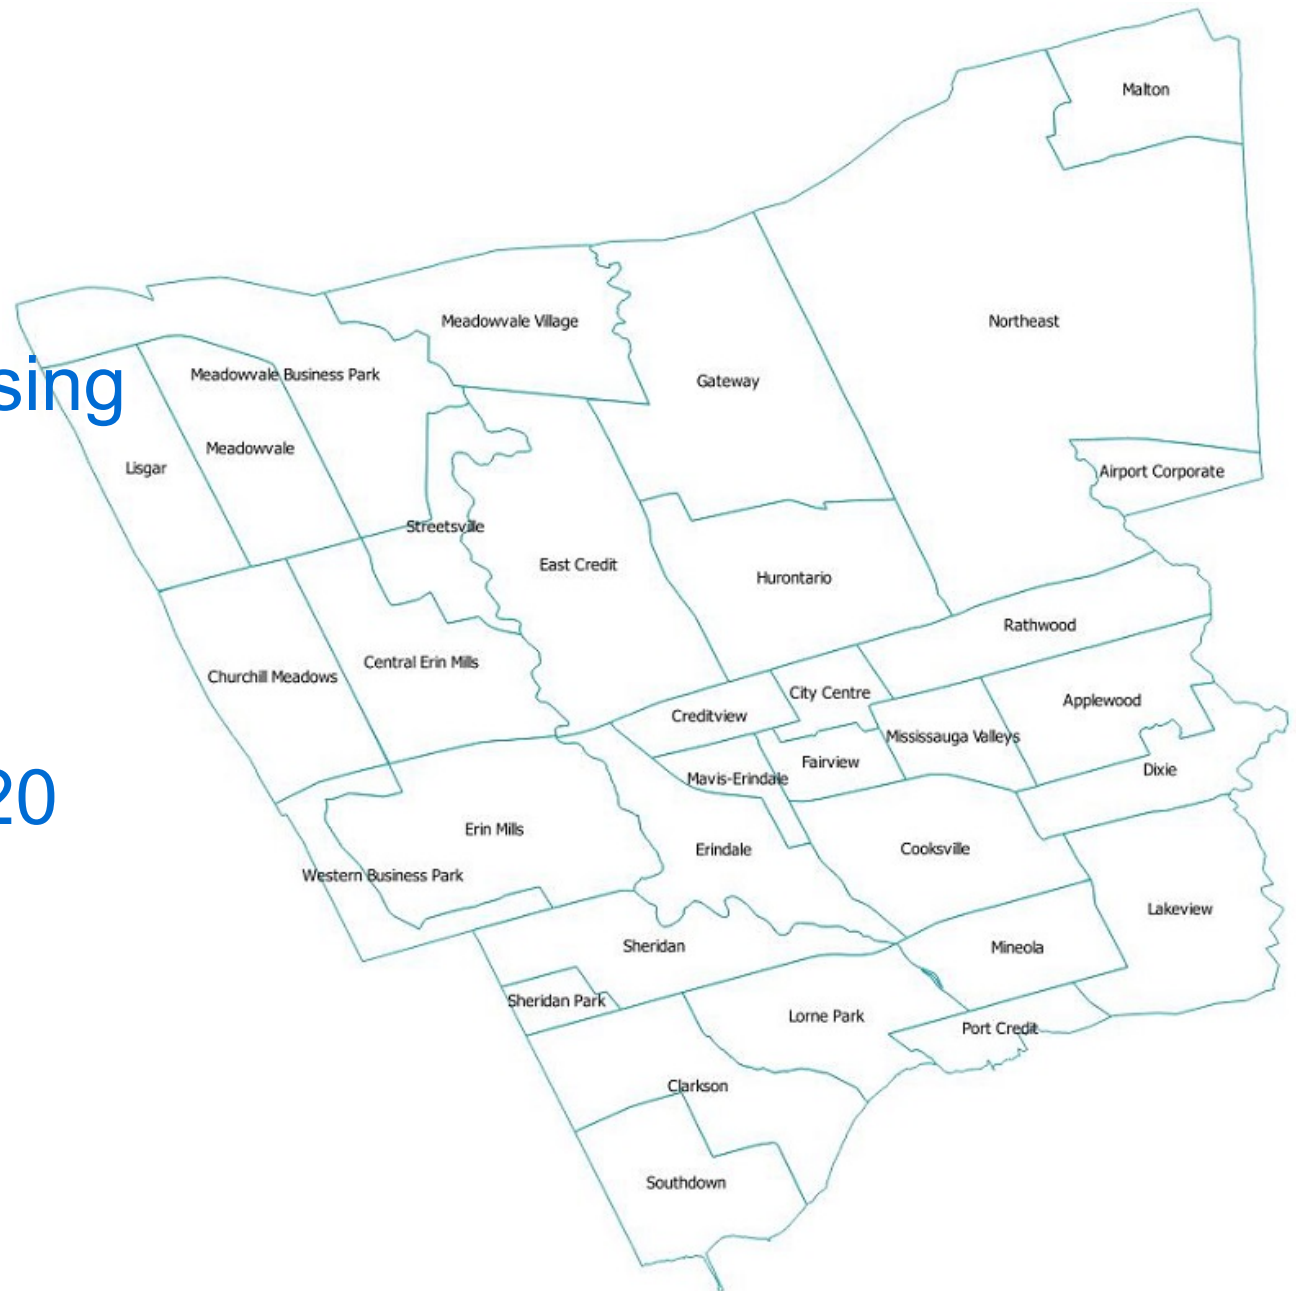 Malton
Meadowvale Village
Northeast
Gateway
Meadowvale Business Park
sing
Meadowvale
Lisgar
Airport Corporate
Streetsville
East Credit
Hurontario
Rathwood
Central Erin Mills
Churchill Meadows
City Centre
Applewood
Creditview
Mississauga Valleys
Fairview
Dixie
Mavis-Erindale
20
Erin Mills
Erindale
Cooksville
Western Business Park
Lakeview
Sheridan
Mineola
Sheridan Park
Lorne Park
Port Credit
Clarkson
Southdown